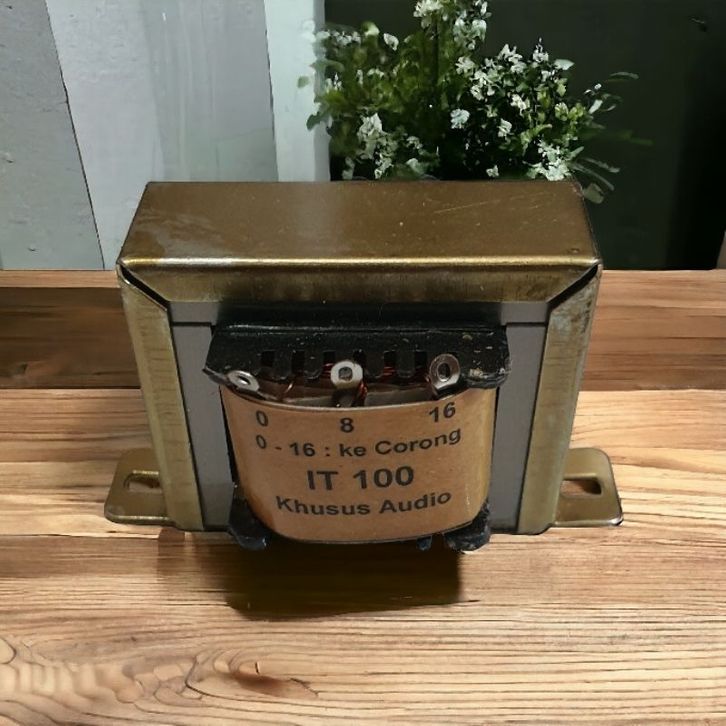 0 8 16
0 - 16 : ke Corong
IT 100
Khusus Audio